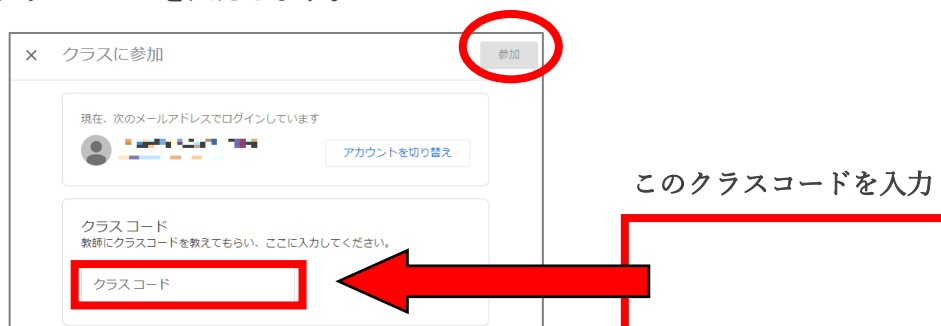 × クラスに参加
参加
現在、次のメールアドレスでログインしています
アカウントを切り替え
このクラスコードを入力
クラス コード
教師にクラスコードを教えてもらい、ここに入力してください。
クラス コード